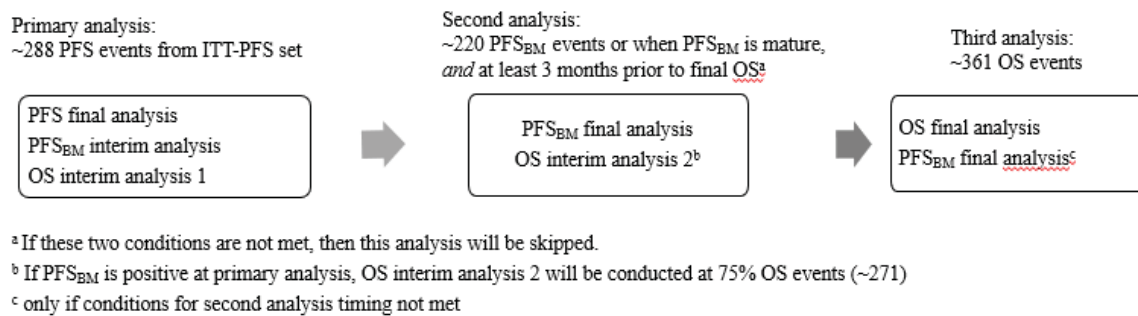 Primary analysis:
~288 PFS events from ITT-PFS set
Second analysis:
~220 PFSBM events or when PFSBM is mature,
and at least 3 months prior to final OSa
Third analysis:
~361 OS events
PFS final analysis
PFSBM interim analysis
OS interim analysis 1
PFSBM final analysis
OS interim analysis 2b
OS final analysis
PFSBM final analysisc
a If these two conditions are not met, then this analysis will be skipped.
b If PFSBM is positive at primary analysis, OS interim analysis 2 will be conducted at 75% OS events (~271)
c only if conditions for second analysis timing not met